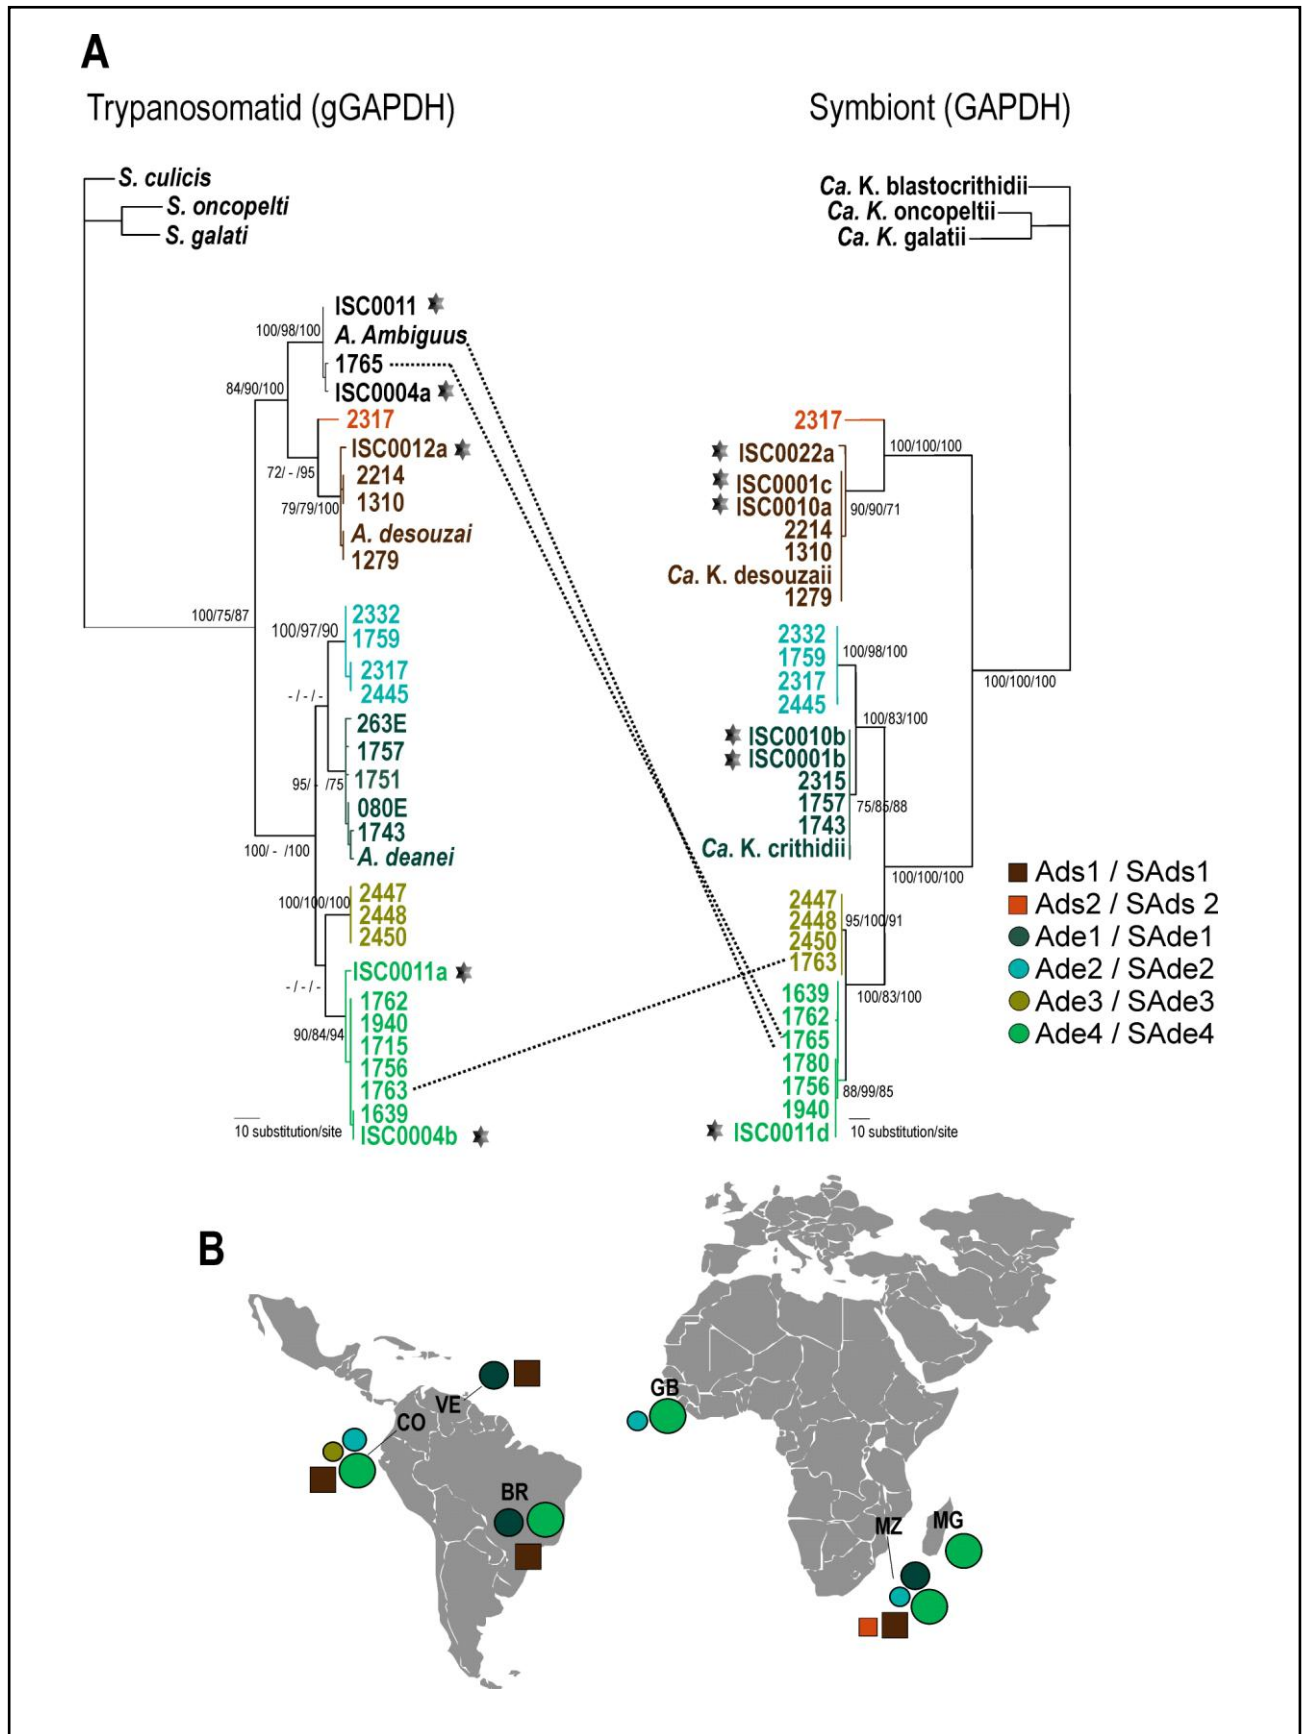 A
Trypanosomatid (gGAPDH)
Symbiont (GAPDH)
S. culicis
S. oncopelti
S. galati
ISC0011
100/98/100
A. Ambiguus
1765
84/90/100
ISC0004a
2317
ISC0012a
72/ - /95
2214
79/79/100
1310
A. desouzai
1279
100/75/87
2332
100/97/90
1759
2317
- / - / -
2445
263E
1757
95/ - /75
1751
080E
1743
100/ - /100
A. deanei
2447
100/100/100
2448
2450
ISC0011a
- / - / -
1762
1940
90/84/94
1715
1756
1763
1639
10 substitution/site
ISC0004b
Ca. K. blastocrithidii
Ca. K. oncopeltii
Ca. K. galatii
2317
100/100/100
ISC0022a
ISC0001c
ISC0010a
90/90/71
2214
1310
Ca. K. desouzaii
1279
2332
100/98/100
1759
2317
100/100/100
2445
100/83/100
ISC0010b
ISC0001b
2315
1757
75/85/88
1743
Ca. K. crithidii
100/100/100
2447
95/100/91
2448
2450
1763
1639
100/83/100
1762
1765
1780
1756
88/99/85
1940
ISC0011d
10 substitution/site
Ads1 / SAds1
Ads2 / SAds 2
Ade1 / SAde1
Ade2 / SAde2
Ade3 / SAde3
Ade4 / SAde4
B
VE
CO
BR
GB
MZ
MG